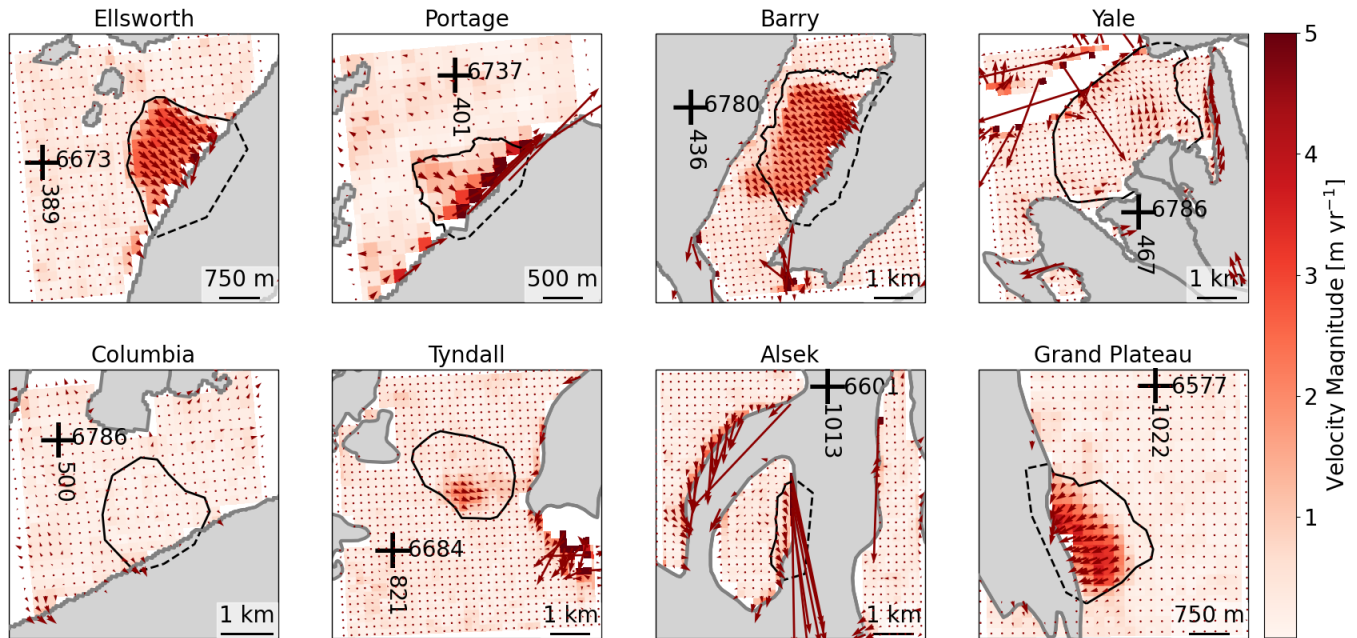 Ellsworth
Portage
Barry
Yale
6673
389
750 m
6737
401
500 m
6780
436
1 km
6786
467
1 km
Columbia
Tyndall
Alsek
Grand Plateau
6786
500
1 km
6684
821
1 km
6601
1013
1 km
6577
1022
750 m
5
4
3
2
1
Velocity Magnitude [m yr⁻¹]